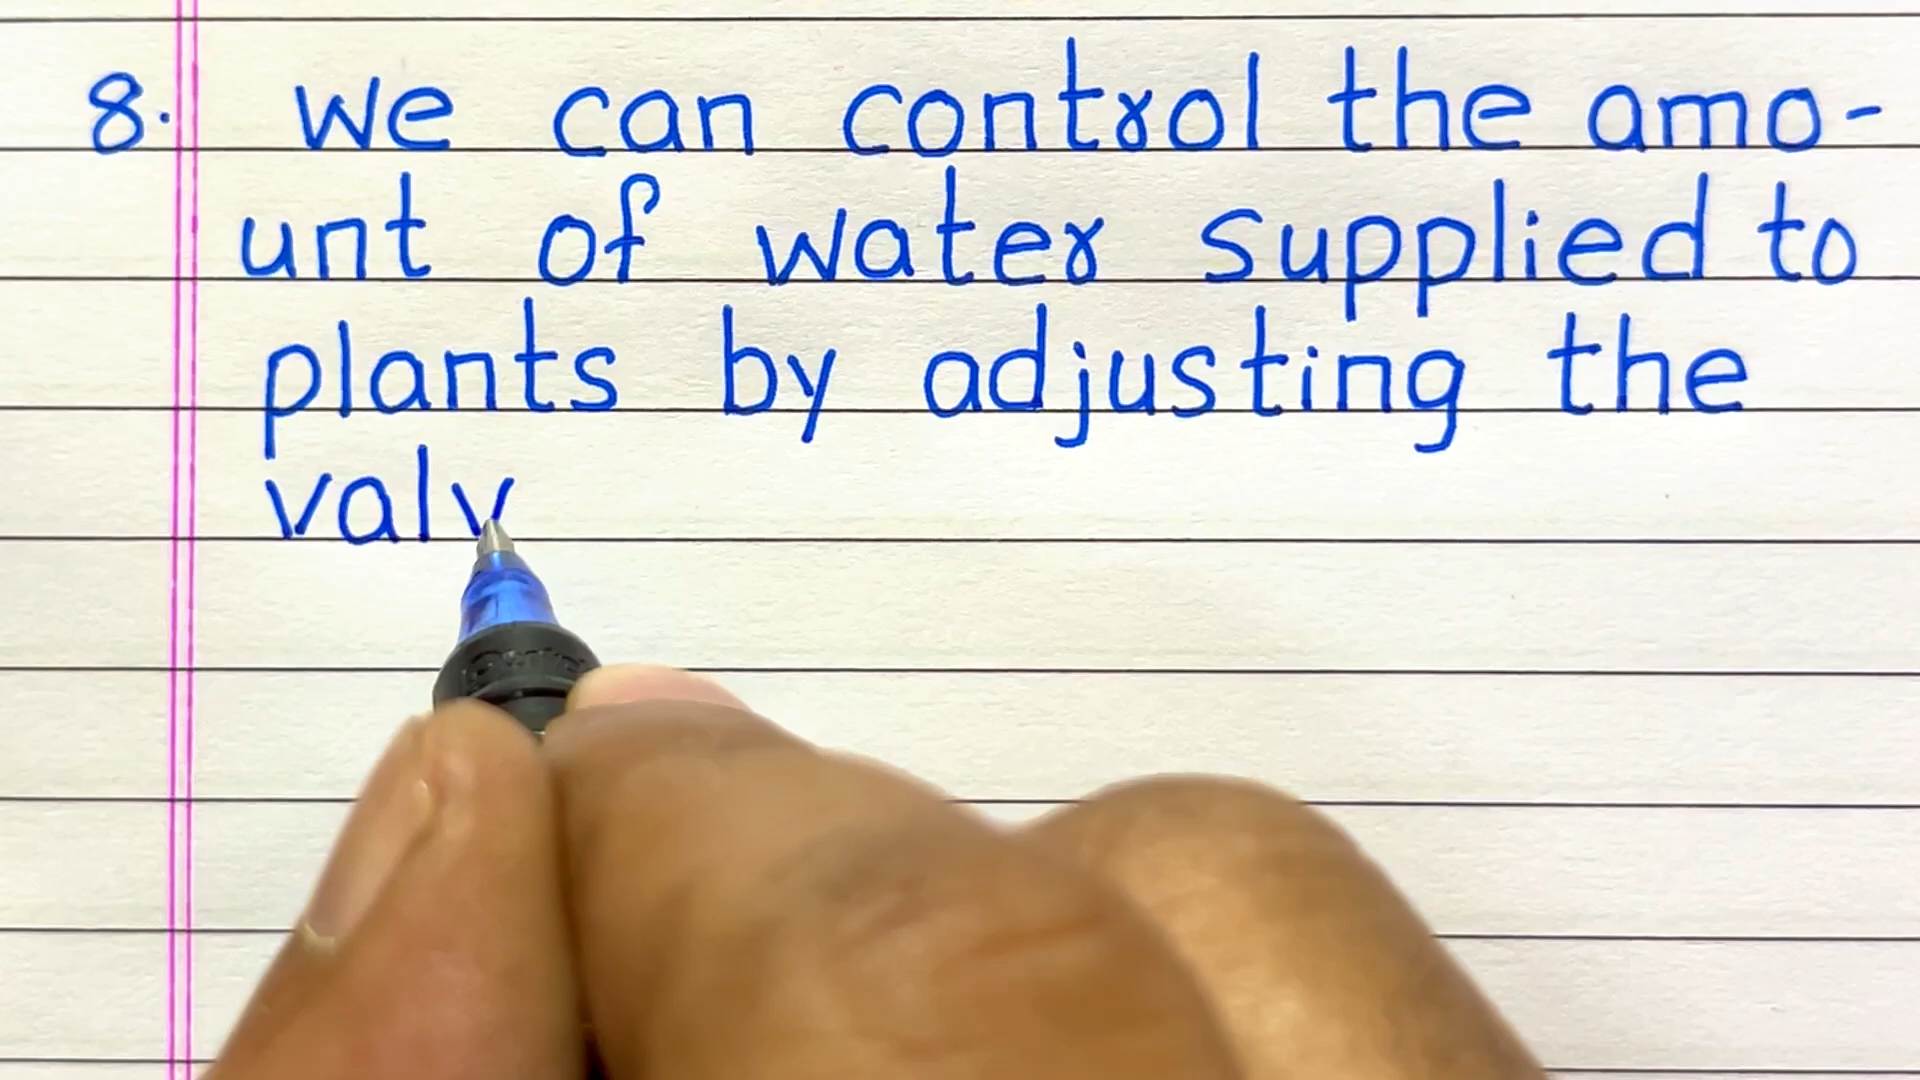 8. We can control the amo-
unt of water supplied to
plants by adjusting the
valv